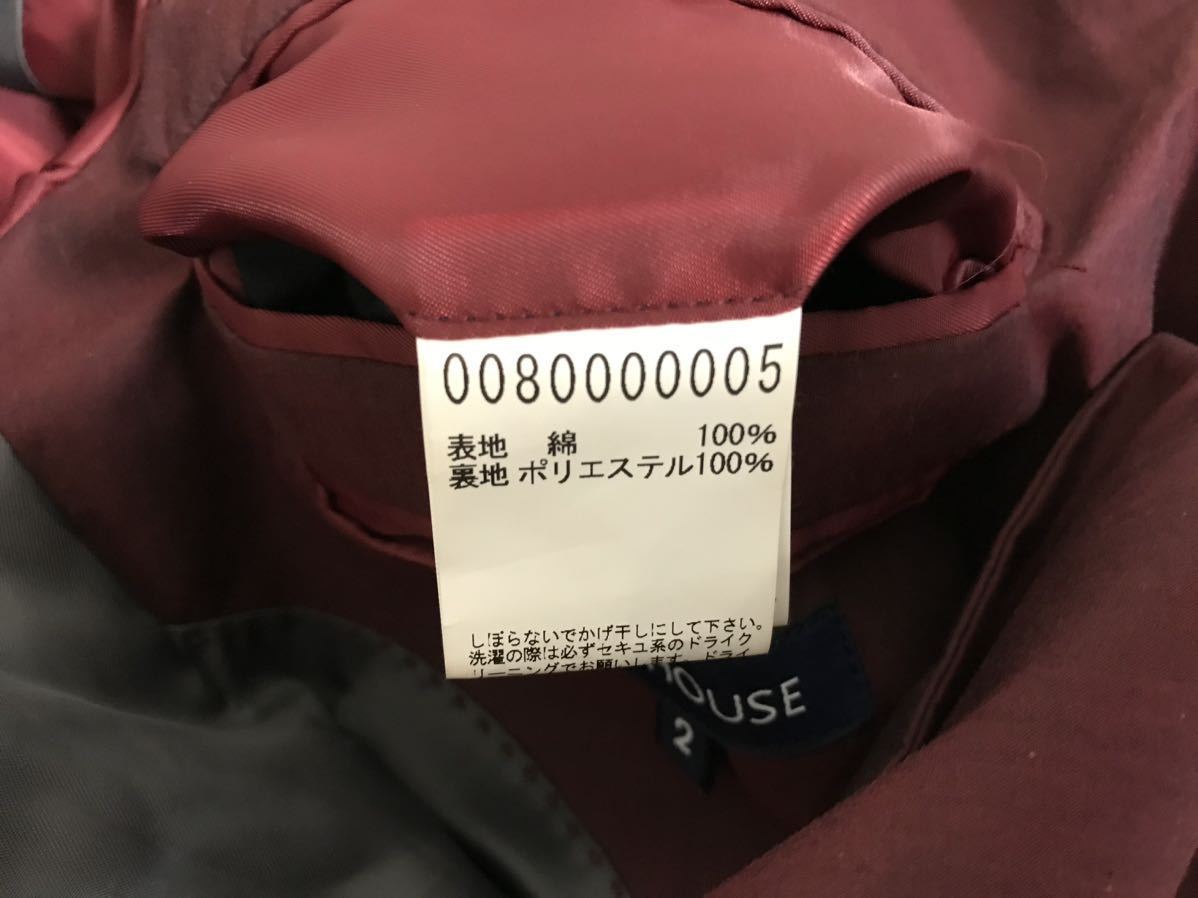 0080000005
表地 綿 100%
裏地 ポリエステル100%
しぼらないでかげ干しにして下さい。
洗濯の際は必ずセキユ系のドライク
リーニングでお願いします。ドライ
OUSE
2